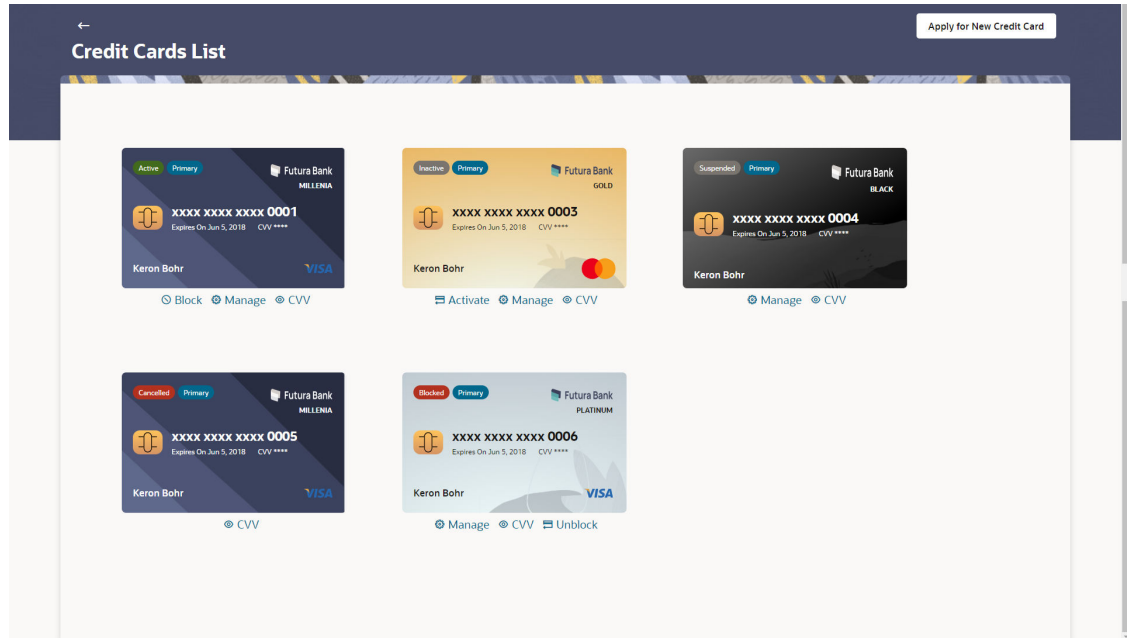 ←
Apply for New Credit Card
Credit Cards List
Active Primary
Futura Bank
MILLENIA
xxxx xxxx xxxx 0001
Expires On Jun 5, 2018 CVV ****
Keron Bohr VISA
Block Manage CVV
Inactive Primary
Futura Bank
GOLD
xxxx xxxx xxxx 0003
Expires On Jun 5, 2018 CVV ****
Keron Bohr
Activate Manage CVV
Suspended Primary
Futura Bank
BLACK
xxxx xxxx xxxx 0004
Expires On Jun 5, 2018 CVV ****
Keron Bohr
Manage CVV
Cancelled Primary
Futura Bank
MILLENIA
xxxx xxxx xxxx 0005
Expires On Jun 5, 2018 CVV ****
Keron Bohr VISA
CVV
Blocked Primary
Futura Bank
PLATINUM
xxxx xxxx xxxx 0006
Expires On Jun 5, 2018 CVV ****
Keron Bohr VISA
Manage CVV Unblock